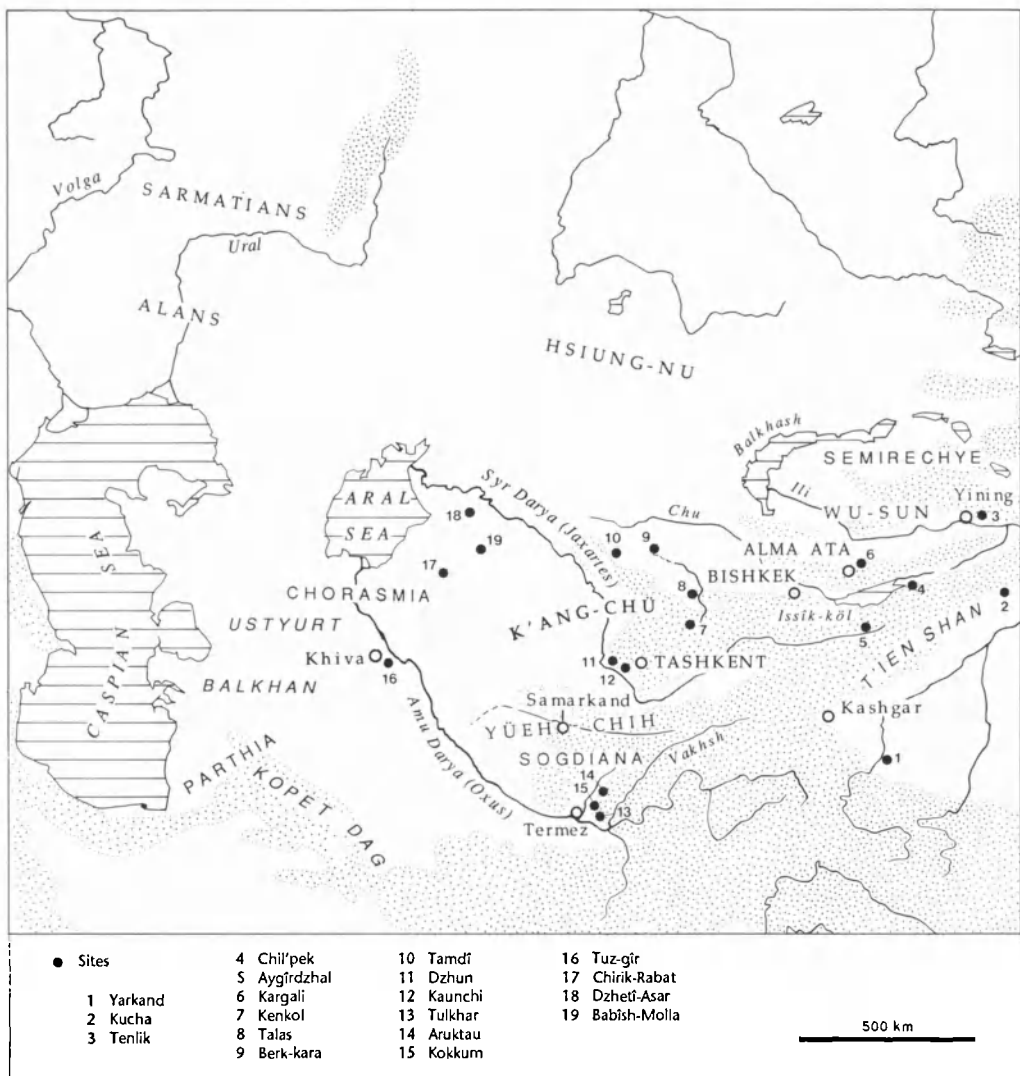 Volga
SARMATIANS
Ural
ALANS
HSIUNG-NU
Balkhash
SEMIRECHYE
Ili
Yining
WU-SUN
3
ARAL
SEA
Syr Darya (Jaxartes)
18
19
17
Chu
10
9
ALMA ATA
6
BISHKEK
8
4
2
CHORASMIA
K'ANG-CHÜ
7
Issîk-köl
5
TIEN SHAN
USTYURT
Khiva
16
11
12
TASHKENT
CASPIAN SEA
BALKHAN
Samarkand
YÜEH-CHIH
Kashgar
Amu Darya (Oxus)
SOGDIANA
Vakhsh
1
PARTHIA
KOPET DAG
14
15
13
Termez
● Sites
1 Yarkand
2 Kucha
3 Tenlik
4 Chil'pek
5 Aygîrdzhal
6 Kargali
7 Kenkol
8 Talas
9 Berk-kara
10 Tamdî
11 Dzhun
12 Kaunchi
13 Tulkhar
14 Aruktau
15 Kokkum
16 Tuz-gîr
17 Chirik-Rabat
18 Dzhetî-Asar
19 Babîsh-Molla
500 km